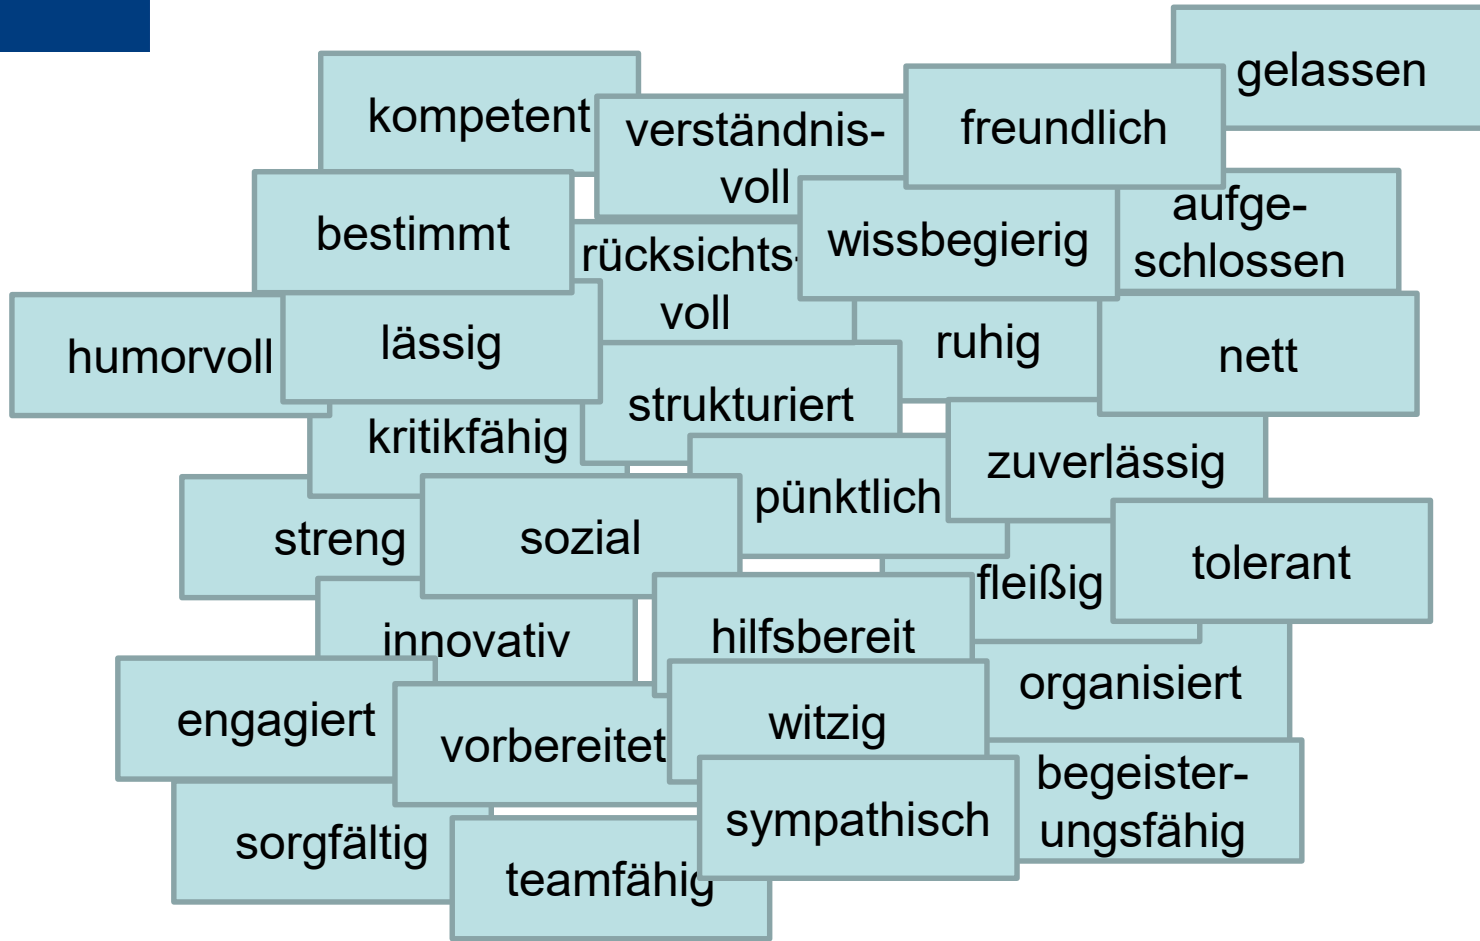 gelassen
kompetent
verständnis-
voll
freundlich
bestimmt
rücksichts-
voll
wissbegierig
aufge-
schlossen
humorvoll
lässig
ruhig
nett
strukturiert
kritikfähig
zuverlässig
pünktlich
streng
sozial
fleißig
tolerant
innovativ
hilfsbereit
organisiert
engagiert
vorbereitet
witzig
begeister-
ungsfähig
sympathisch
sorgfältig
teamfähig